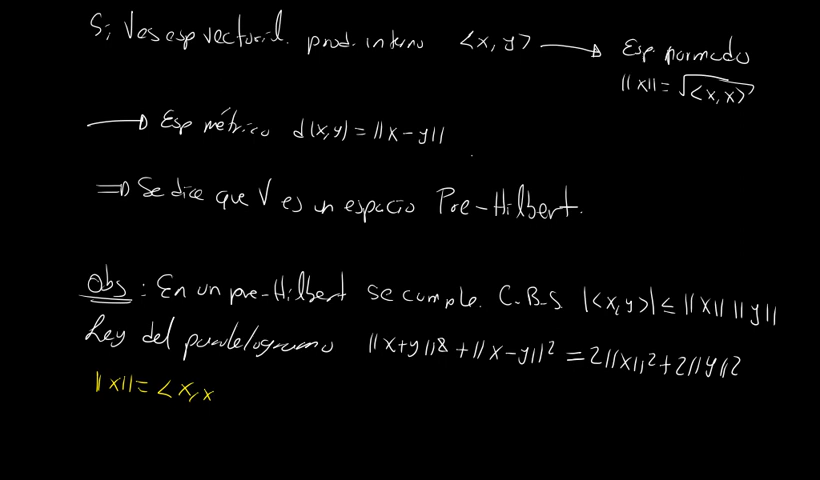 Si V es esp vectorial. prod. interno <x, y> → Esp normado
||x|| = √<x, x>
→ Esp métrico d(x,y) = ||x-y||
⇒ Se dice que V es un espacio Pre-Hilbert.
Obs : En un pre-Hilbert se cumple C.B.S |<x,y>| ≤ ||x|| ||y||
Ley del paralelogramo ||x+y||² + ||x-y||² = 2||x||² + 2||y||²
||x|| = <x,x